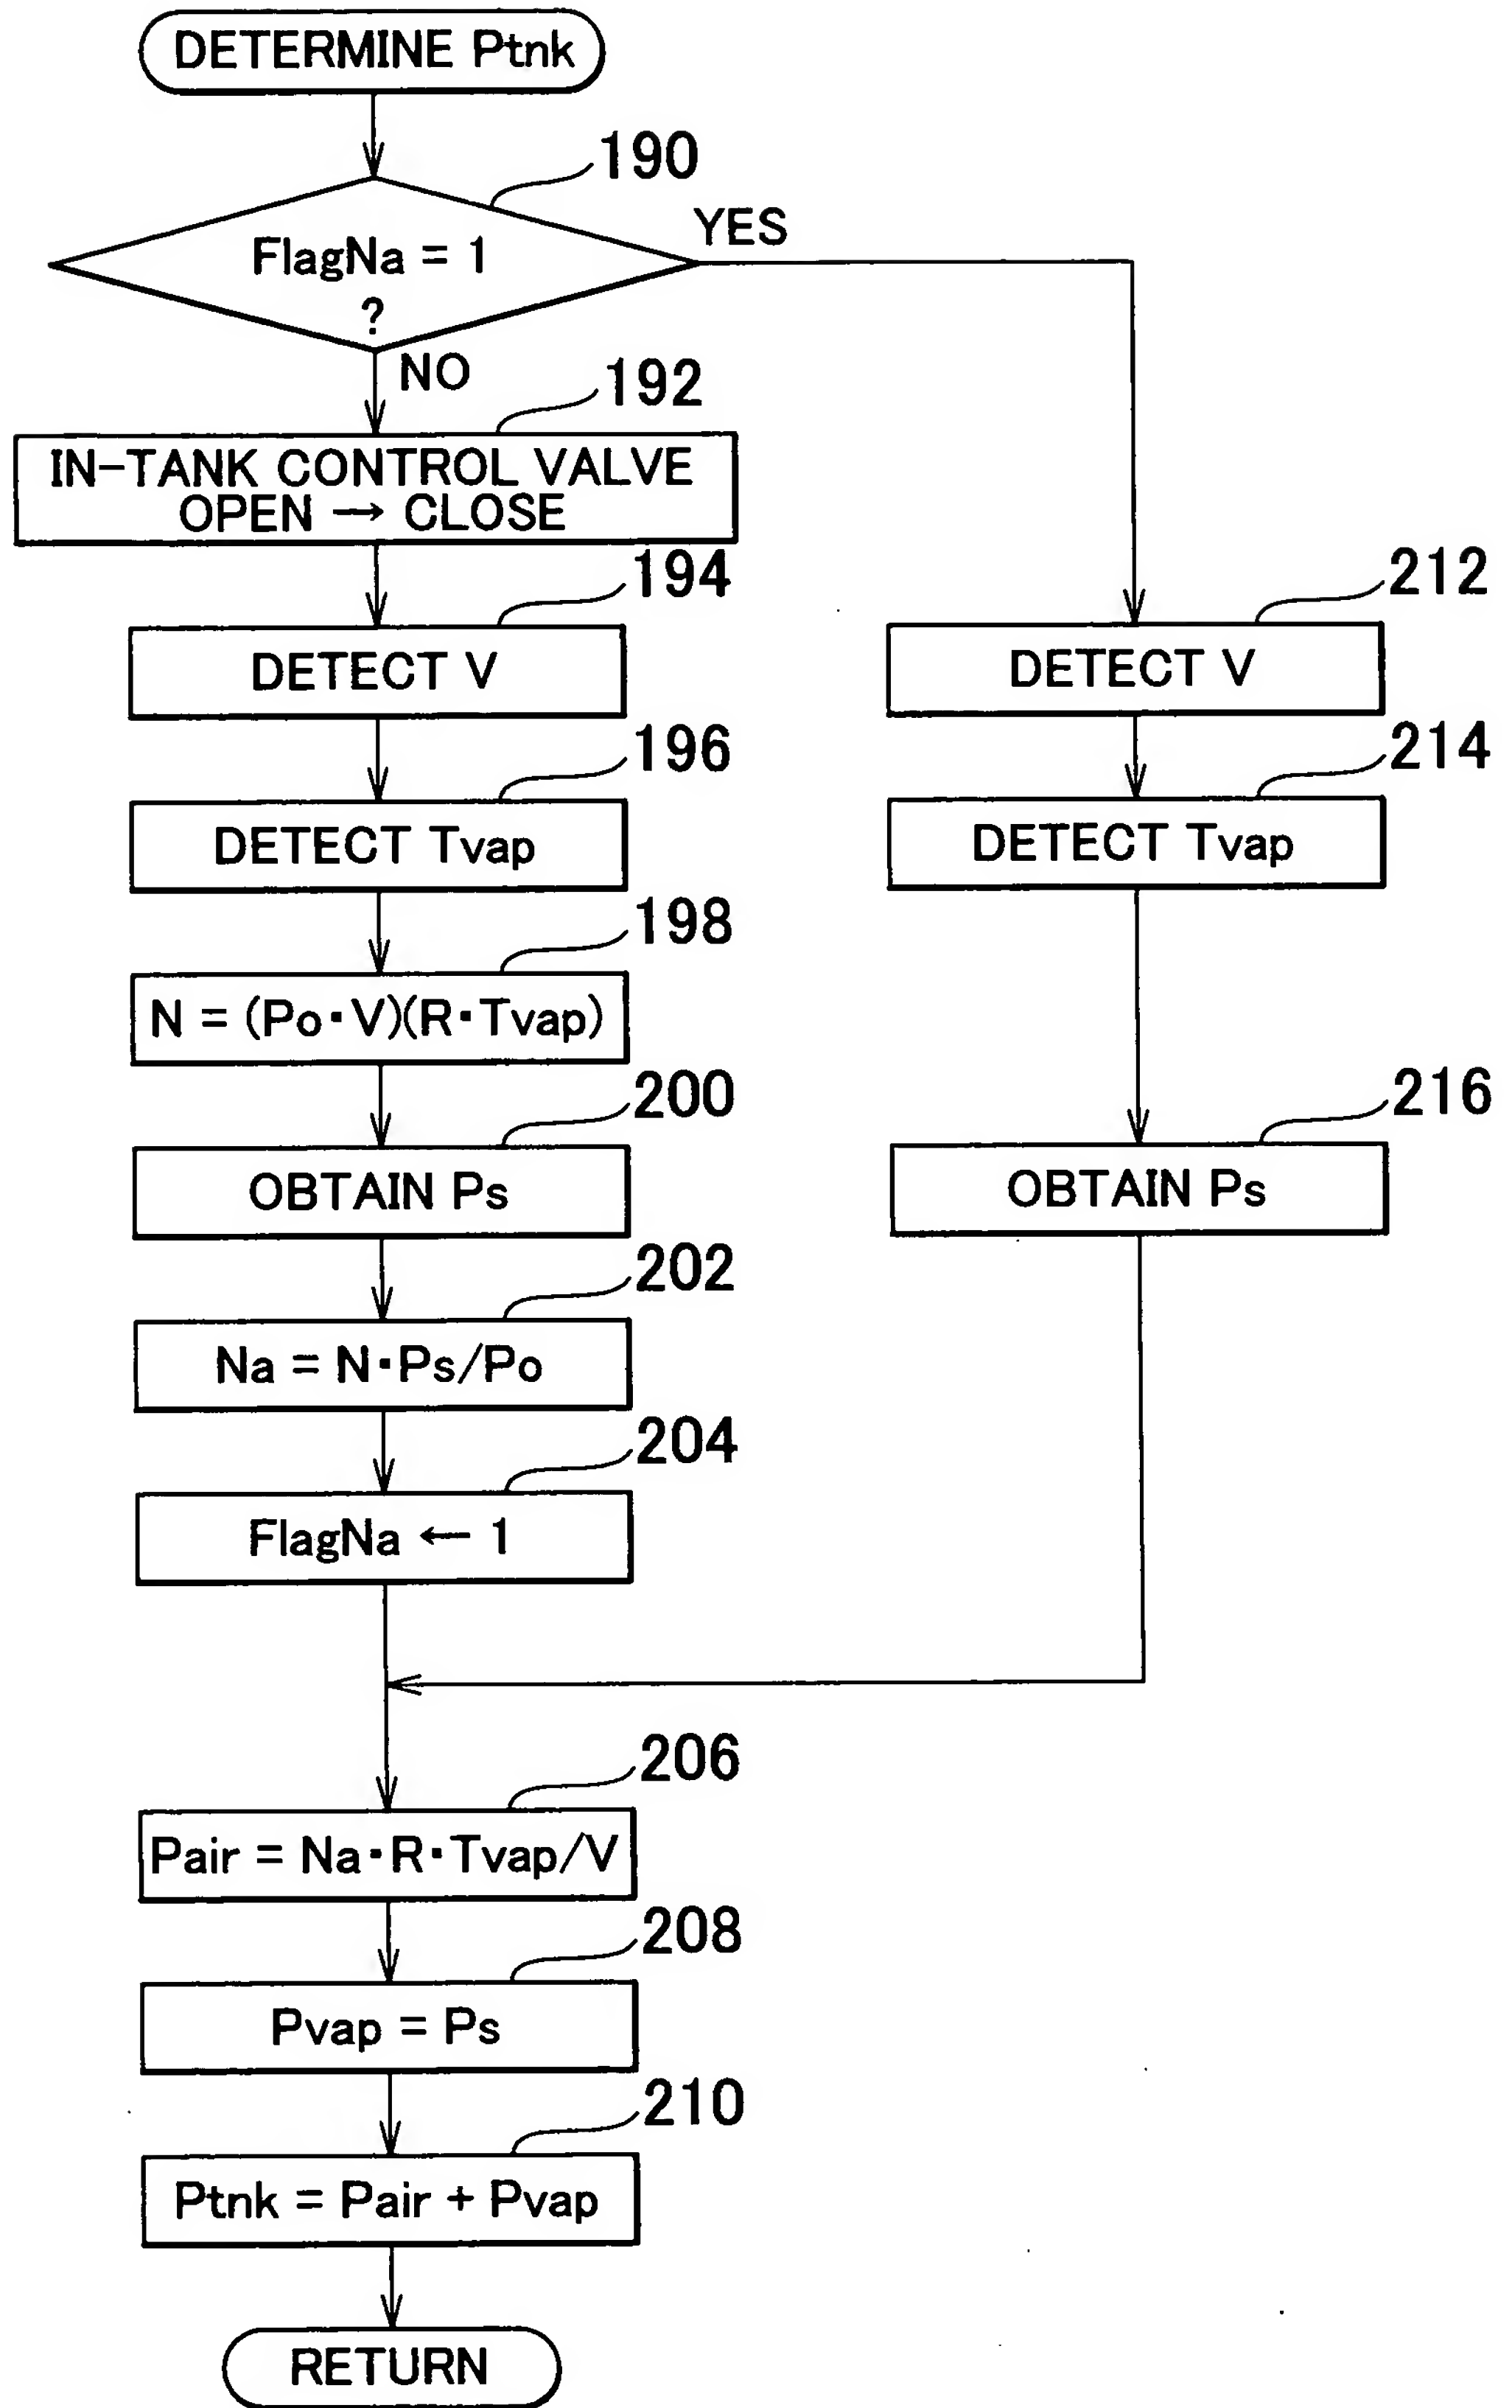 DETERMINE Ptnk
190
FlagNa = 1
?
YES
NO
192
IN-TANK CONTROL VALVE
OPEN → CLOSE
194
DETECT V
196
DETECT Tvap
198
N = (Po·V)(R·Tvap)
200
OBTAIN Ps
202
Na = N·Ps/Po
204
FlagNa ← 1
212
DETECT V
214
DETECT Tvap
216
OBTAIN Ps
206
Pair = Na·R·Tvap/V
208
Pvap = Ps
210
Ptnk = Pair + Pvap
RETURN